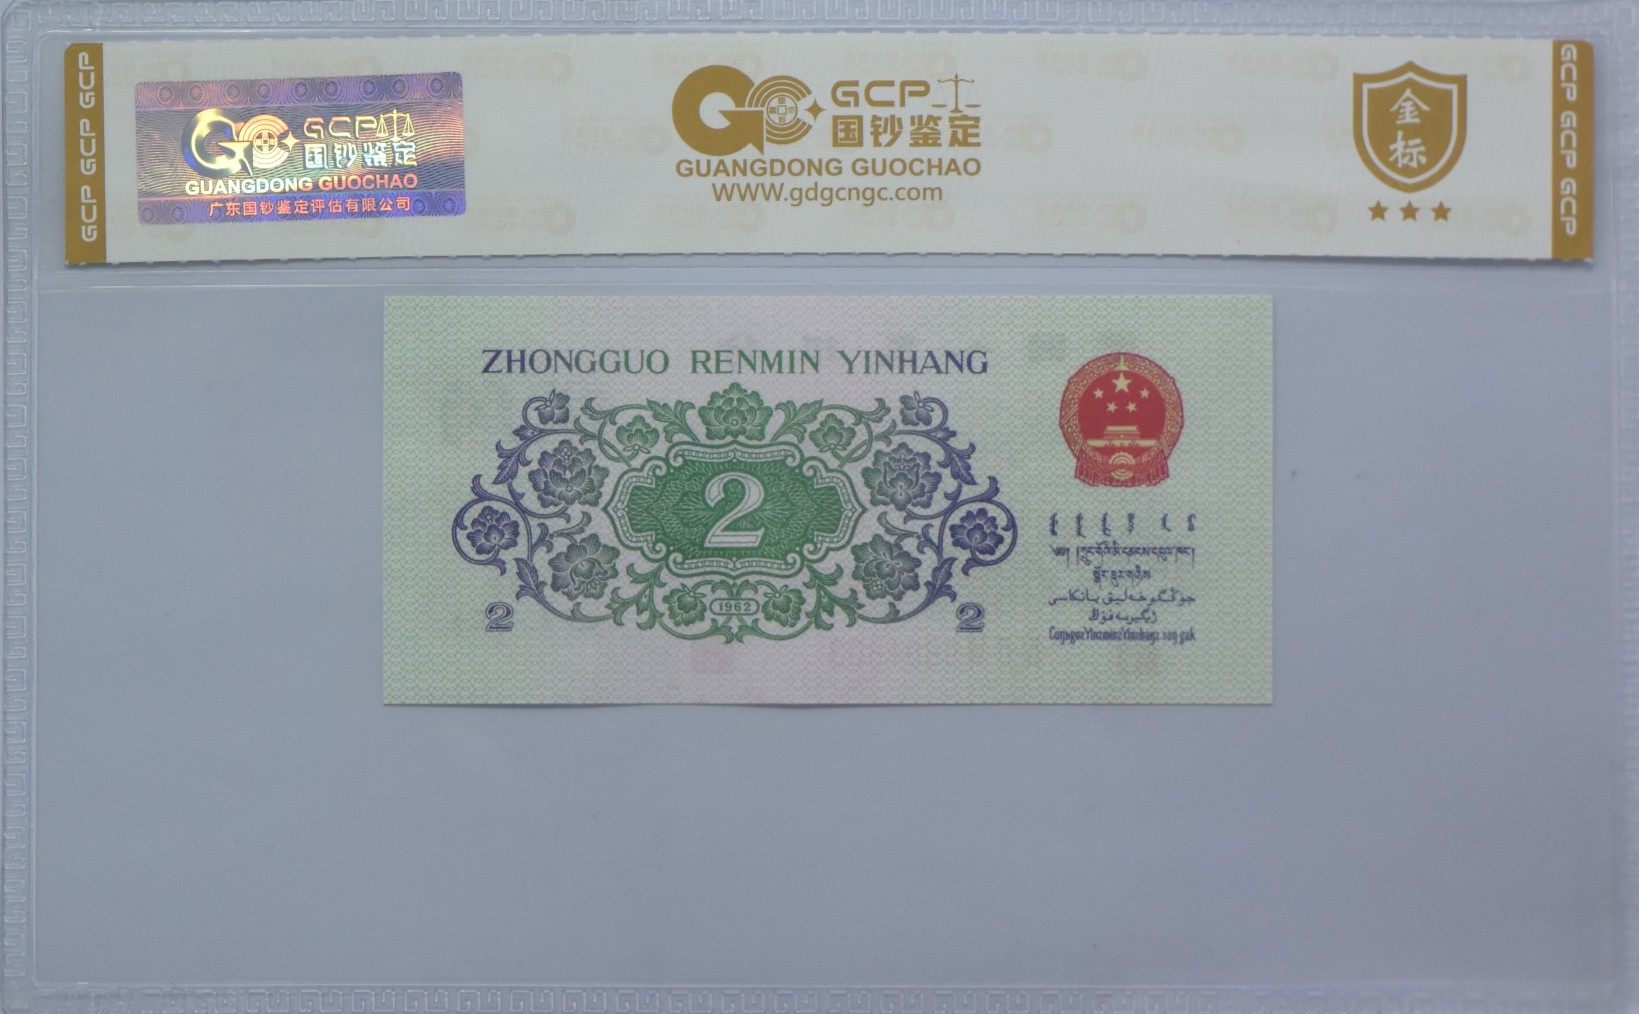 GCP GCP GCP
GCP
国钞鉴定
GUANGDONG GUOCHAO
广东国钞鉴定评估有限公司
GCP
国钞鉴定
GUANGDONG GUOCHAO
WWW.gdgcngc.com
金标
GCP GCP GCP
ZHONGGUO RENMIN YINHANG
2
1962
2 2